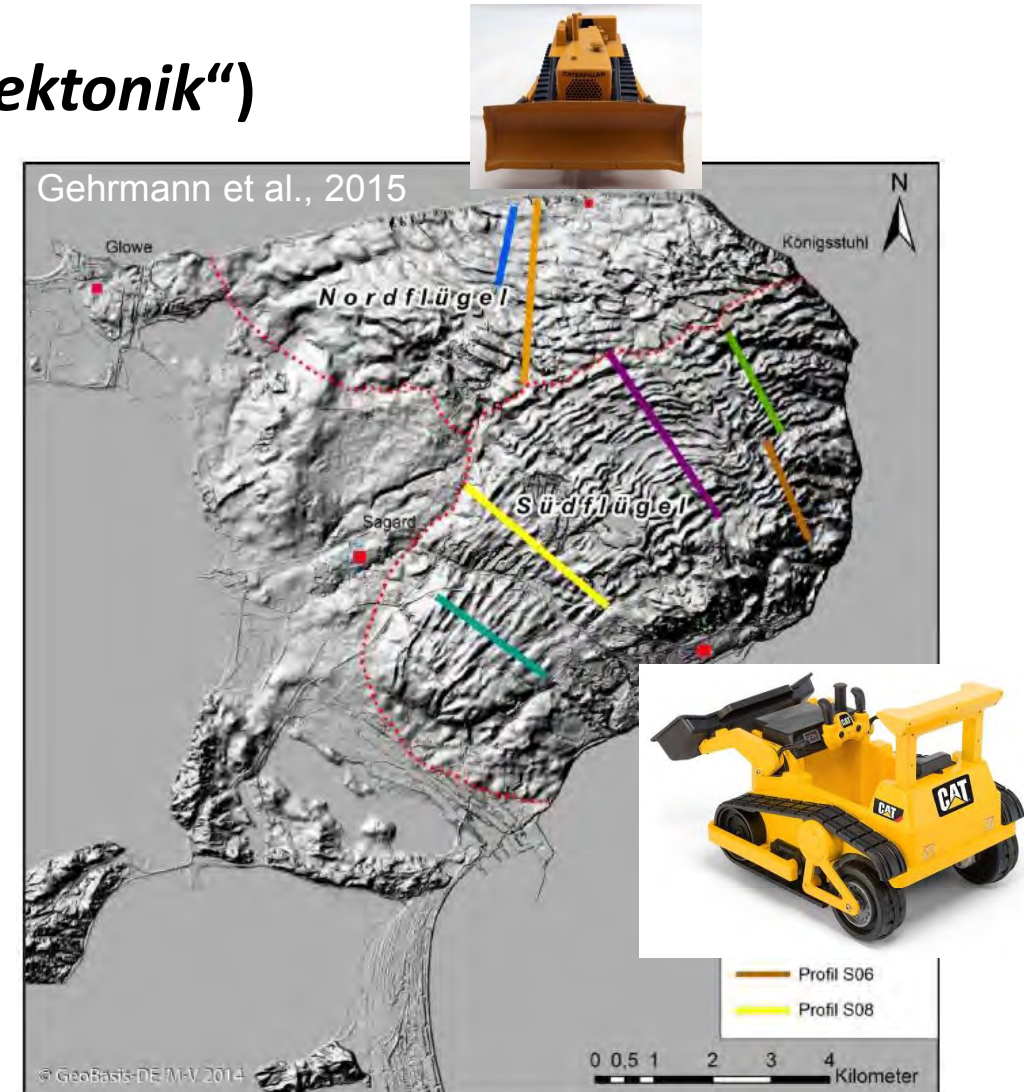 ektonik“)
CATERPILLAR
Gehrmann et al., 2015
N
Glowe
Königsstuhl
Nordflügel
Südflügel
Sagard
CAT
CAT
CAT
Profil S06
Profil S08
0 0,5 1 2 3 4
Kilometer
© GeoBasis-DE/M-V 2014